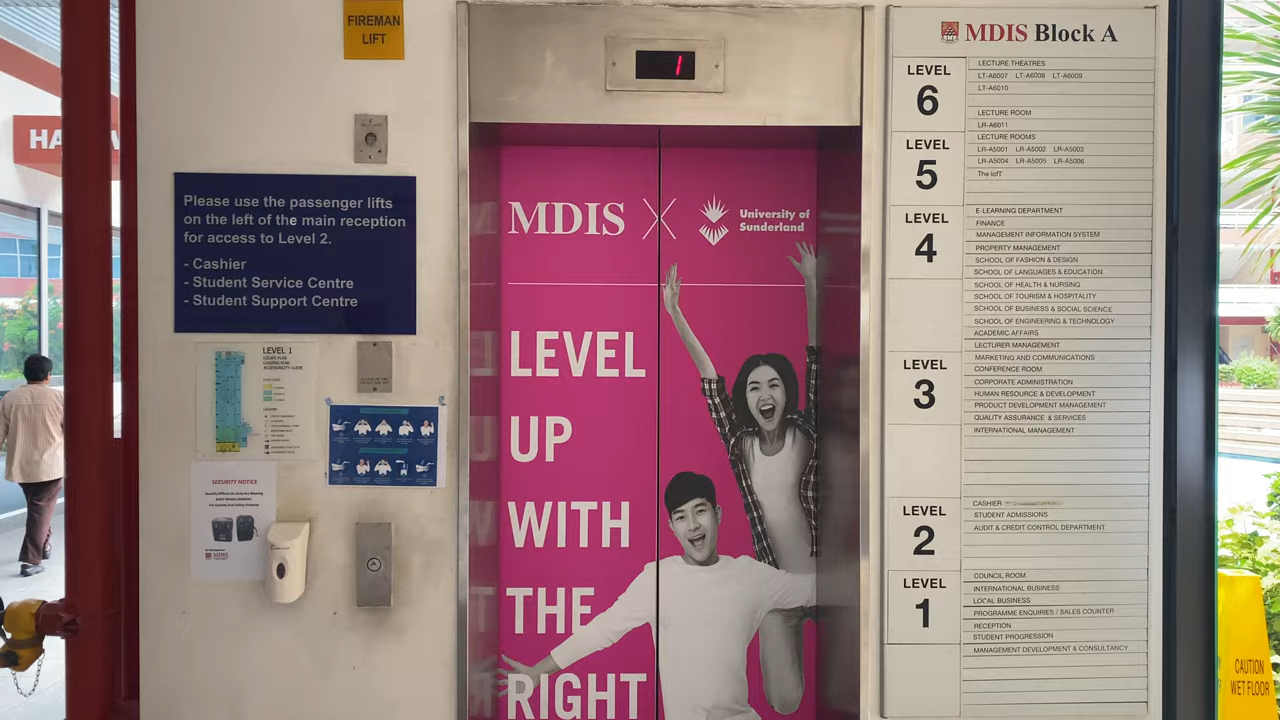 FIREMAN
LIFT
1
HA
Please use the passenger lifts
on the left of the main reception
for access to Level 2.
- Cashier
- Student Service Centre
- Student Support Centre
LEVEL 1
ESCAPE PLAN
SECURITY NOTICE
MDIS
MDIS X University of
Sunderland
LEVEL
UP
WITH
THE
RIGHT
MDIS Block A
LEVEL
6
LECTURE THEATRES
LT-A6007 LT-A6008 LT-A6009
LT-A6010
LECTURE ROOM
LR-A6011
LEVEL
5
LECTURE ROOMS
LR-A5001 LR-A5002 LR-A5003
LR-A5004 LR-A5005 LR-A5006
The IofT
LEVEL
4
E-LEARNING DEPARTMENT
FINANCE
MANAGEMENT INFORMATION SYSTEM
PROPERTY MANAGEMENT
SCHOOL OF FASHION & DESIGN
SCHOOL OF LANGUAGES & EDUCATION
SCHOOL OF HEALTH & NURSING
SCHOOL OF TOURISM & HOSPITALITY
SCHOOL OF BUSINESS & SOCIAL SCIENCE
SCHOOL OF ENGINEERING & TECHNOLOGY
ACADEMIC AFFAIRS
LECTURER MANAGEMENT
LEVEL
3
MARKETING AND COMMUNICATIONS
CONFERENCE ROOM
CORPORATE ADMINISTRATION
HUMAN RESOURCE & DEVELOPMENT
PRODUCT DEVELOPMENT MANAGEMENT
QUALITY ASSURANCE & SERVICES
INTERNATIONAL MANAGEMENT
LEVEL
2
CASHIER
STUDENT ADMISSIONS
AUDIT & CREDIT CONTROL DEPARTMENT
LEVEL
1
COUNCIL ROOM
INTERNATIONAL BUSINESS
LOCAL BUSINESS
PROGRAMME ENQUIRIES / SALES COUNTER
RECEPTION
STUDENT PROGRESSION
MANAGEMENT DEVELOPMENT & CONSULTANCY
CAUTION
WET FLOOR